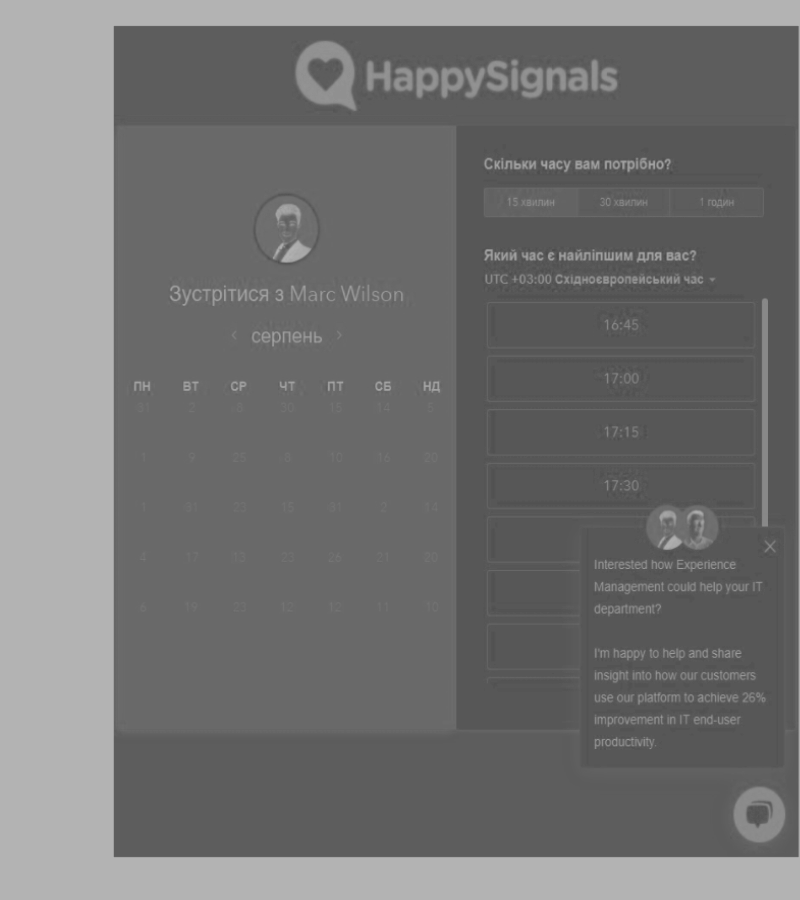 HappySignals
Зустрітися з Marc Wilson
серпень
ПН ВТ СР ЧТ ПТ СБ НД
Скільки часу вам потрібно?
15 хвилин 30 хвилин 1 годин
Який час є найліпшим для вас?
UTC +03:00 Східноєвропейський час
16:45
17:00
17:15
17:30
Interested how Experience
Management could help your IT
department?
I'm happy to help and share
insight into how our customers
use our platform to achieve 26%
improvement in IT end-user
productivity.